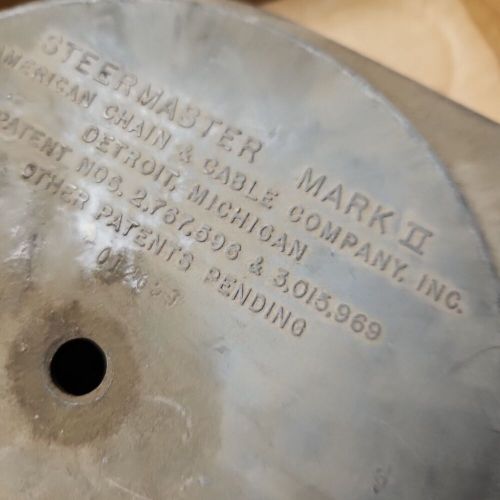 STEERMASTER MARK II
AMERICAN CHAIN & CABLE COMPANY, INC.
DETROIT, MICHIGAN
PATENT NOS. 2,767,596 & 3,013,969
OTHER PATENTS PENDING